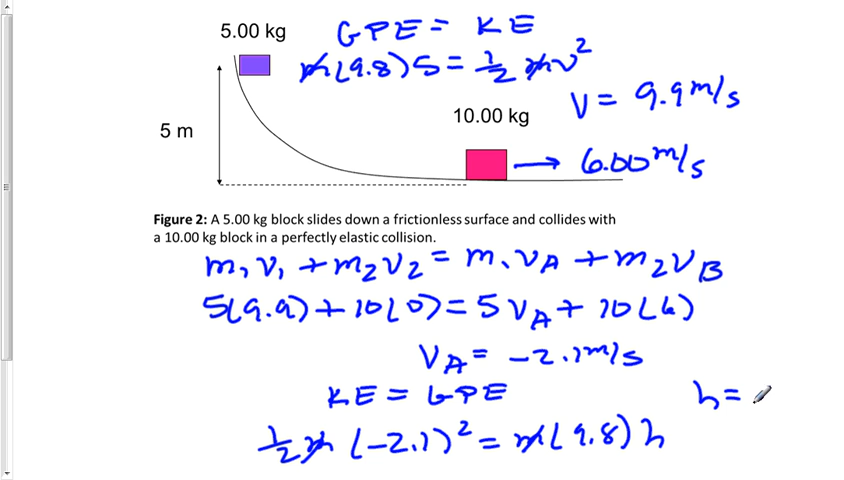 5.00 kg
GPE = KE
m(9.8)5 = 1/2 mv²
v = 9.9 m/s
5 m
10.00 kg
→ 6.00 m/s
Figure 2: A 5.00 kg block slides down a frictionless surface and collides with
a 10.00 kg block in a perfectly elastic collision.
m₁v₁ + m₂v₂ = m₁vA + m₂vB
5(9.9) + 10(0) = 5vA + 10(6)
vA = -2.1 m/s
KE = GPE
h =
1/2 m(-2.1)² = m(9.8)h